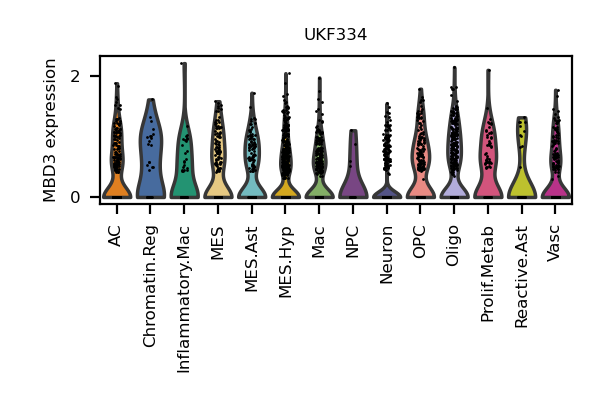 UKF334
MBD3 expression
2
0
AC
Chromatin.Reg
Inflammatory.Mac
MES
MES.Ast
MES.Hyp
Mac
NPC
Neuron
OPC
Oligo
Prolif.Metab
Reactive.Ast
Vasc